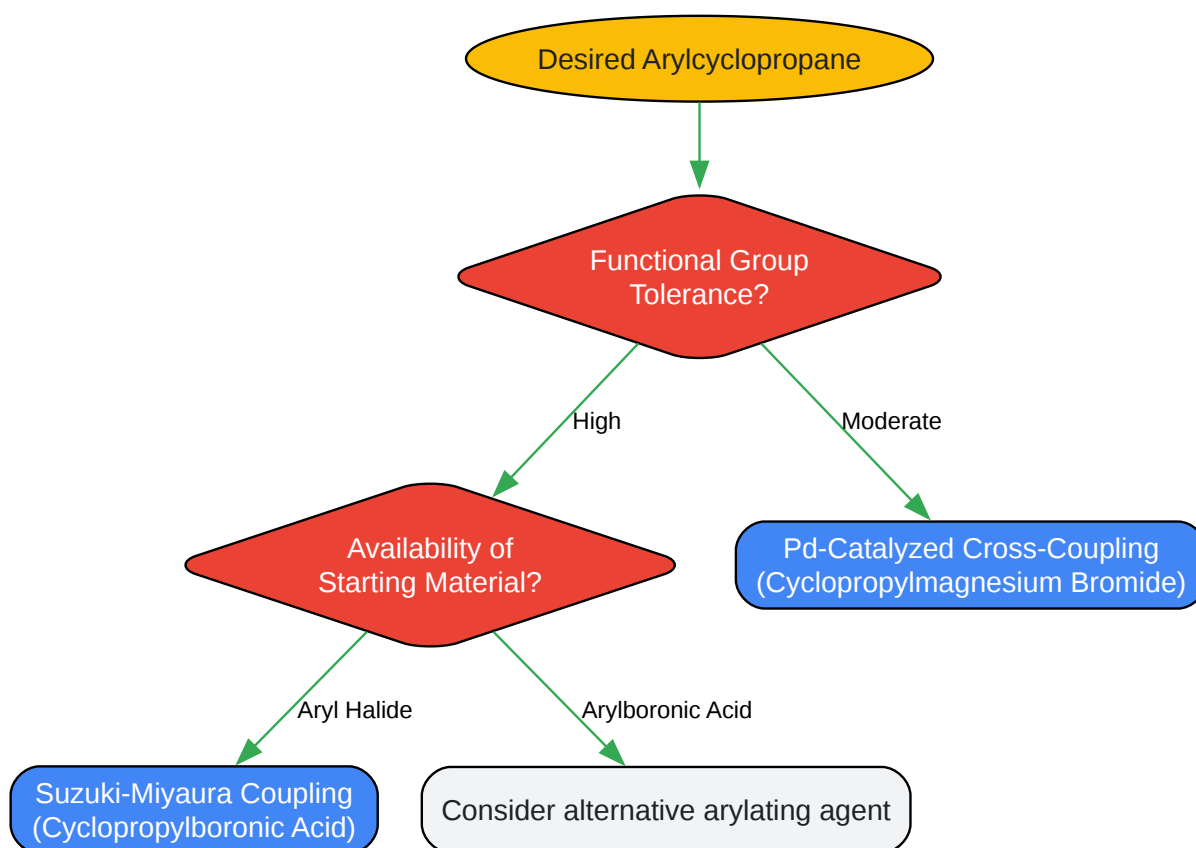 Desired Arylcyclopropane
Functional Group
Tolerance?
High
Moderate
Availability of
Starting Material?
Pd-Catalyzed Cross-Coupling
(Cyclopropylmagnesium Bromide)
Aryl Halide
Arylboronic Acid
Suzuki-Miyaura Coupling
(Cyclopropylboronic Acid)
Consider alternative arylating agent